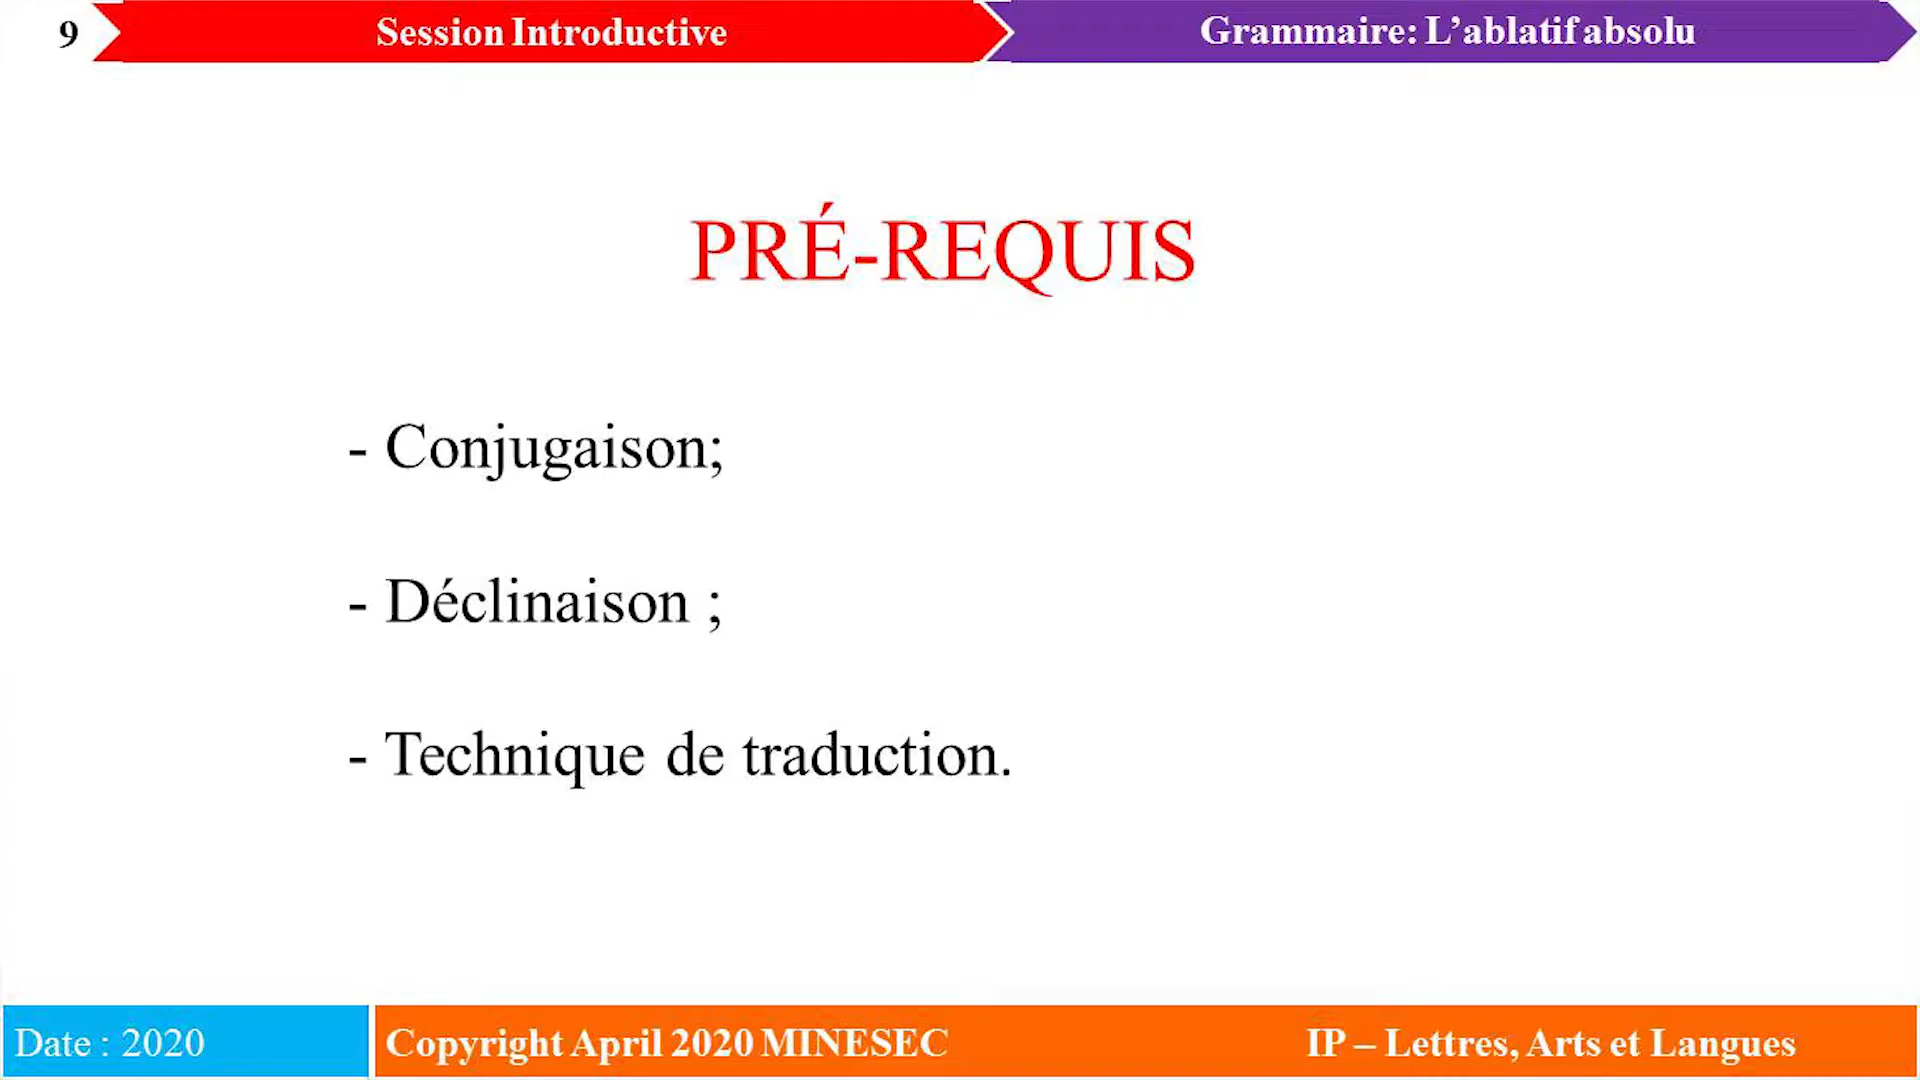 9
Session Introductive
Grammaire: L’ablatif absolu
PRÉ-REQUIS
- Conjugaison;
- Déclinaison ;
- Technique de traduction.
Date : 2020
Copyright April 2020 MINESEC
IP – Lettres, Arts et Langues